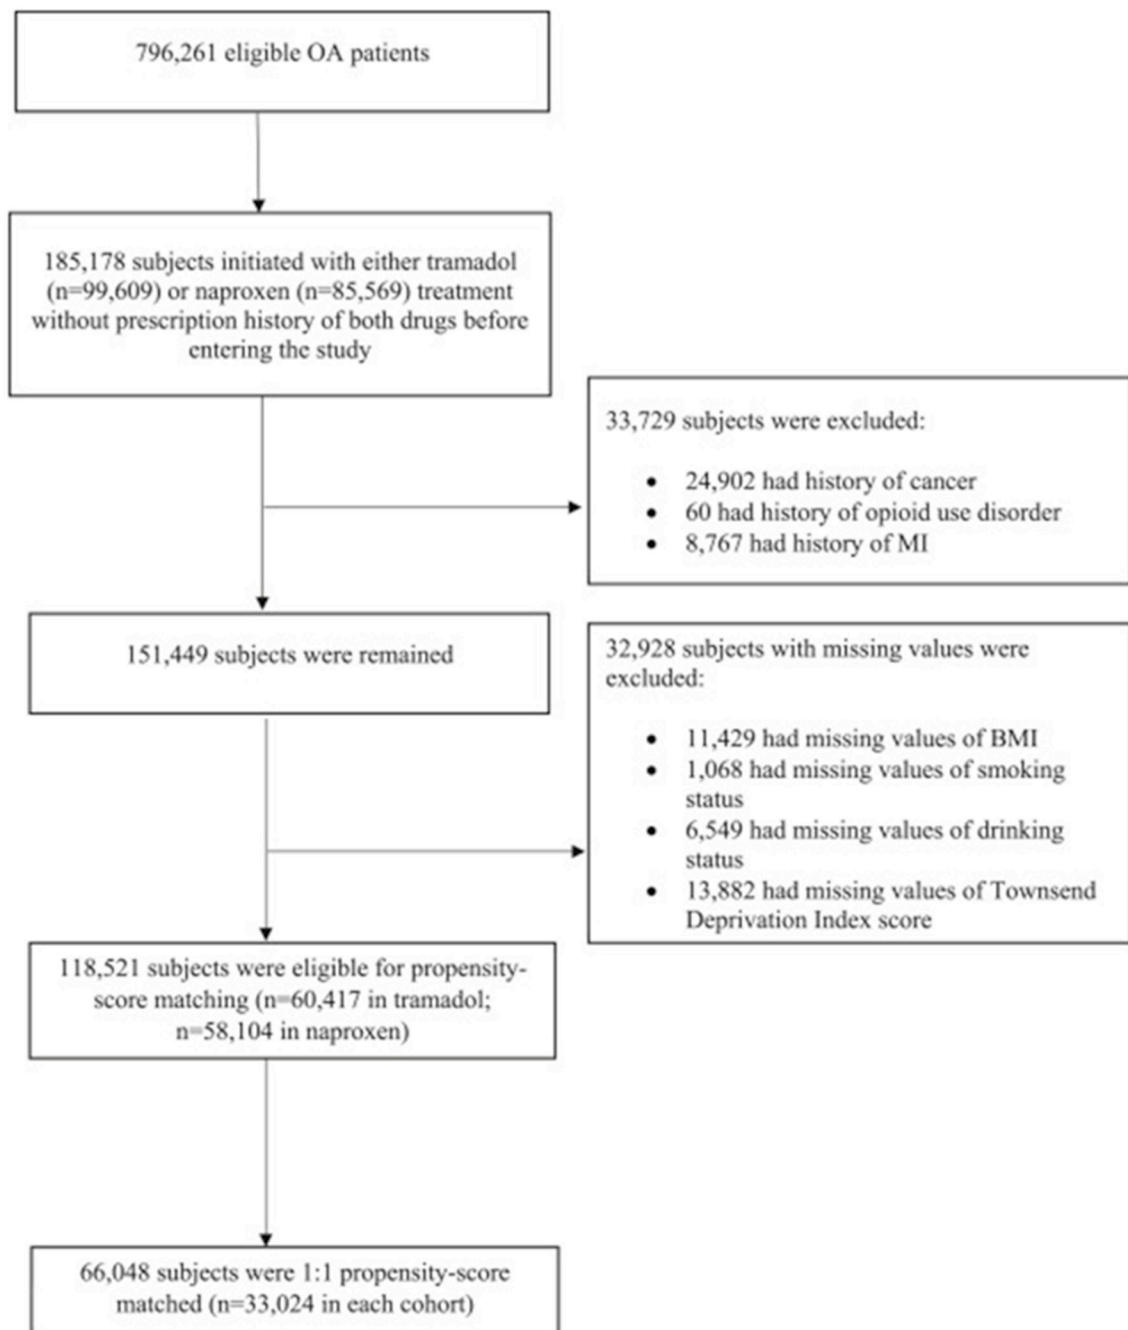 796,261 eligible OA patients
185,178 subjects initiated with either tramadol
(n=99,609) or naproxen (n=85,569) treatment
without prescription history of both drugs before
entering the study
33,729 subjects were excluded:
• 24,902 had history of cancer
• 60 had history of opioid use disorder
• 8,767 had history of MI
151,449 subjects were remained
32,928 subjects with missing values were
excluded:
• 11,429 had missing values of BMI
• 1,068 had missing values of smoking
status
• 6,549 had missing values of drinking
status
• 13,882 had missing values of Townsend
Deprivation Index score
118,521 subjects were eligible for propensity-
score matching (n=60,417 in tramadol;
n=58,104 in naproxen)
66,048 subjects were 1:1 propensity-score
matched (n=33,024 in each cohort)